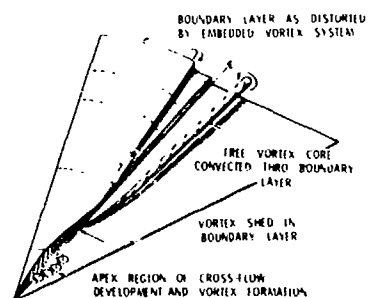 BOUNDARY LAYER AS DISTORTED
BY EMBEDDED VORTEX SYSTEM
FREE VORTEX CORE
CONVECTED THRO BOUNDARY
LAYER
VORTEX SHED IN
BOUNDARY LAYER
APEX REGION OF CROSS-FLOW
DEVELOPMENT AND VORTEX FORMATION